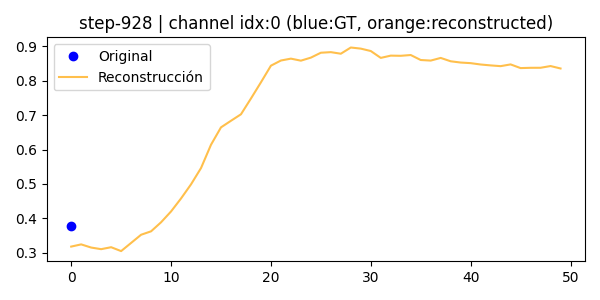 step-928 | channel idx:0 (blue:GT, orange:reconstructed)
Original
Reconstrucción
0.9
0.8
0.7
0.6
0.5
0.4
0.3
0 10 20 30 40 50